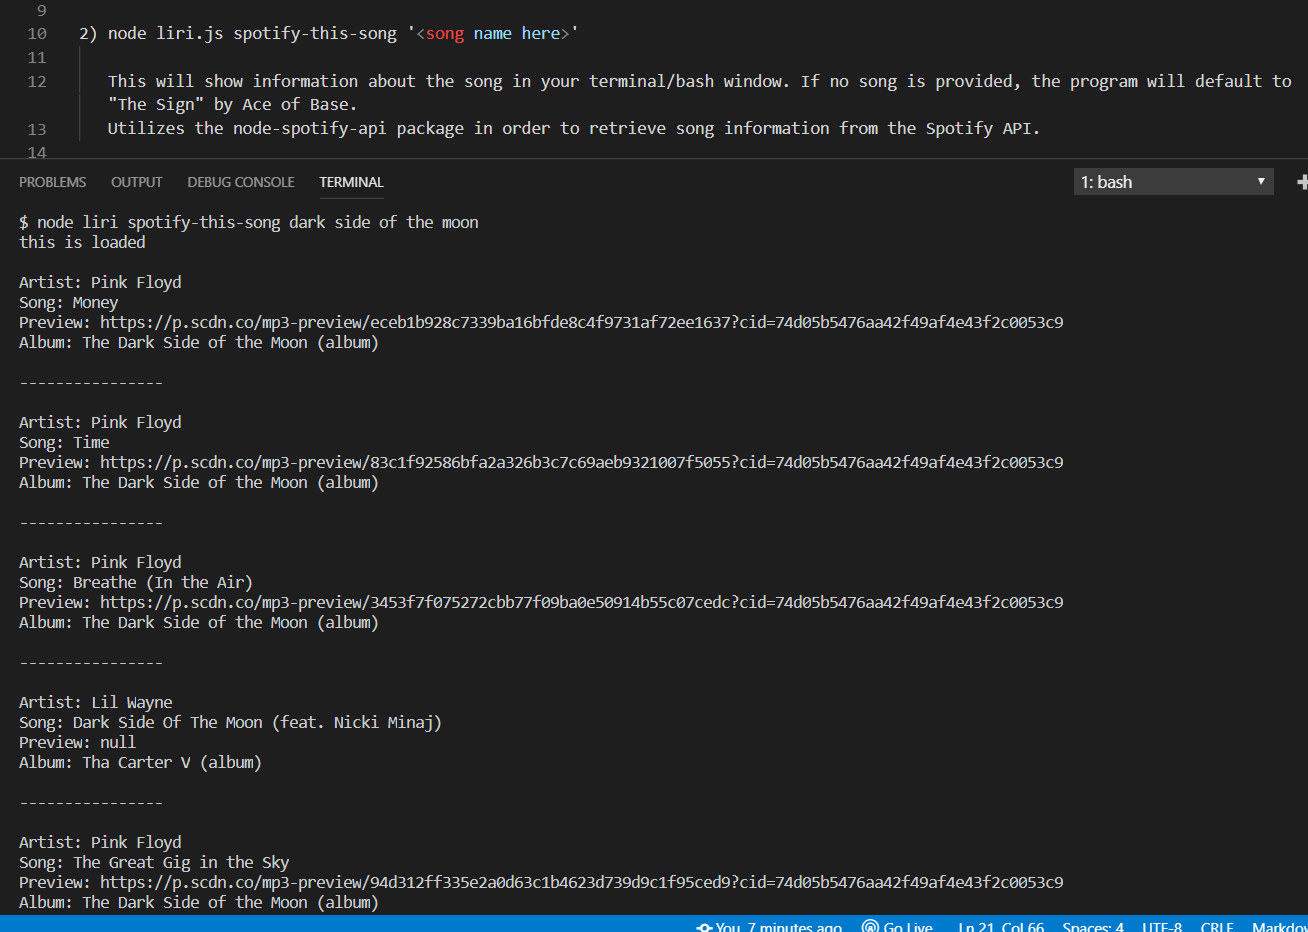 9
10 2) node liri.js spotify-this-song '<song name here>'
11
12 This will show information about the song in your terminal/bash window. If no song is provided, the program will default to
"The Sign" by Ace of Base.
13 Utilizes the node-spotify-api package in order to retrieve song information from the Spotify API.
14
PROBLEMS OUTPUT DEBUG CONSOLE TERMINAL 1: bash
$ node liri spotify-this-song dark side of the moon
this is loaded
Artist: Pink Floyd
Song: Money
Preview: https://p.scdn.co/mp3-preview/eceb1b928c7339ba16bfde8c4f9731af72ee1637?cid=74d05b5476aa42f49af4e43f2c0053c9
Album: The Dark Side of the Moon (album)
----------------
Artist: Pink Floyd
Song: Time
Preview: https://p.scdn.co/mp3-preview/83c1f92586bfa2a326b3c7c69aeb9321007f5055?cid=74d05b5476aa42f49af4e43f2c0053c9
Album: The Dark Side of the Moon (album)
----------------
Artist: Pink Floyd
Song: Breathe (In the Air)
Preview: https://p.scdn.co/mp3-preview/3453f7f075272cbb77f09ba0e50914b55c07cedc?cid=74d05b5476aa42f49af4e43f2c0053c9
Album: The Dark Side of the Moon (album)
----------------
Artist: Lil Wayne
Song: Dark Side Of The Moon (feat. Nicki Minaj)
Preview: null
Album: Tha Carter V (album)
----------------
Artist: Pink Floyd
Song: The Great Gig in the Sky
Preview: https://p.scdn.co/mp3-preview/94d312ff335e2a0d63c1b4623d739d9c1f95ced9?cid=74d05b5476aa42f49af4e43f2c0053c9
Album: The Dark Side of the Moon (album)
You, 7 minutes ago Go Live Ln 21, Col 66 Spaces: 4 UTF-8 CRLF Markdow